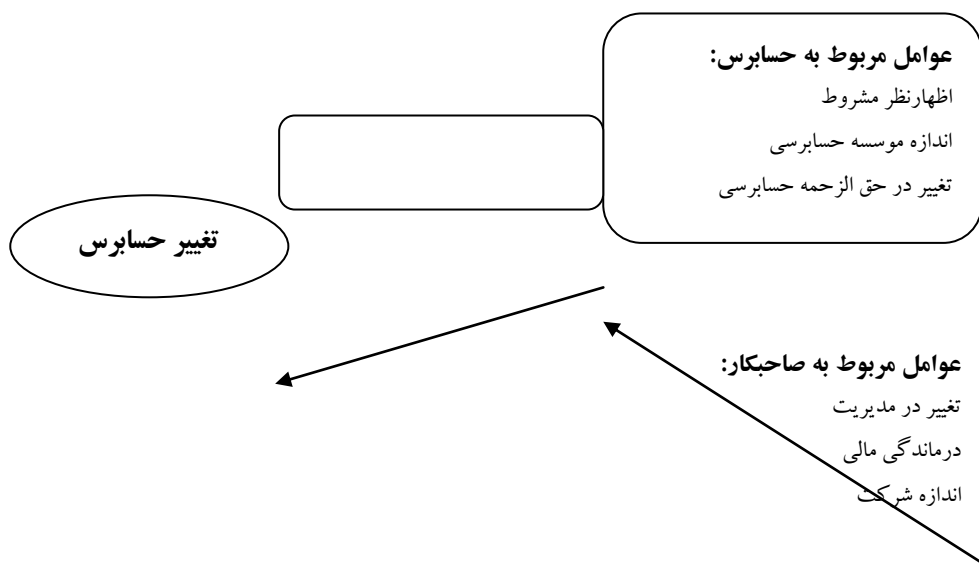 عوامل مربوط به حسابرس:
اظهارنظر مشروط
اندازه موسسه حسابرسی
تغییر در حق الزحمه حسابرسی
تغییر حسابرس
عوامل مربوط به صاحبکار:
تغییر در مدیریت
درماندگی مالی
اندازه شرکت